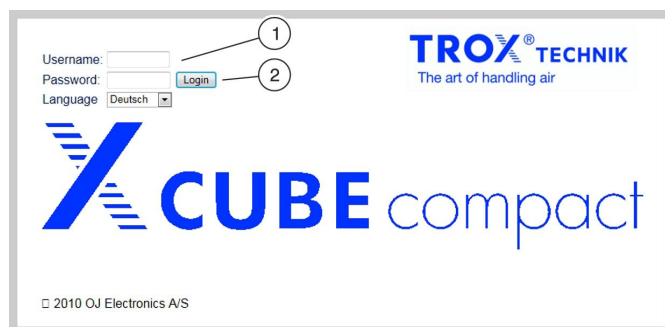 Username:
1
Password:
Login
2
Language
Deutsch
TROX® TECHNIK
The art of handling air
X CUBE compact
□ 2010 OJ Electronics A/S